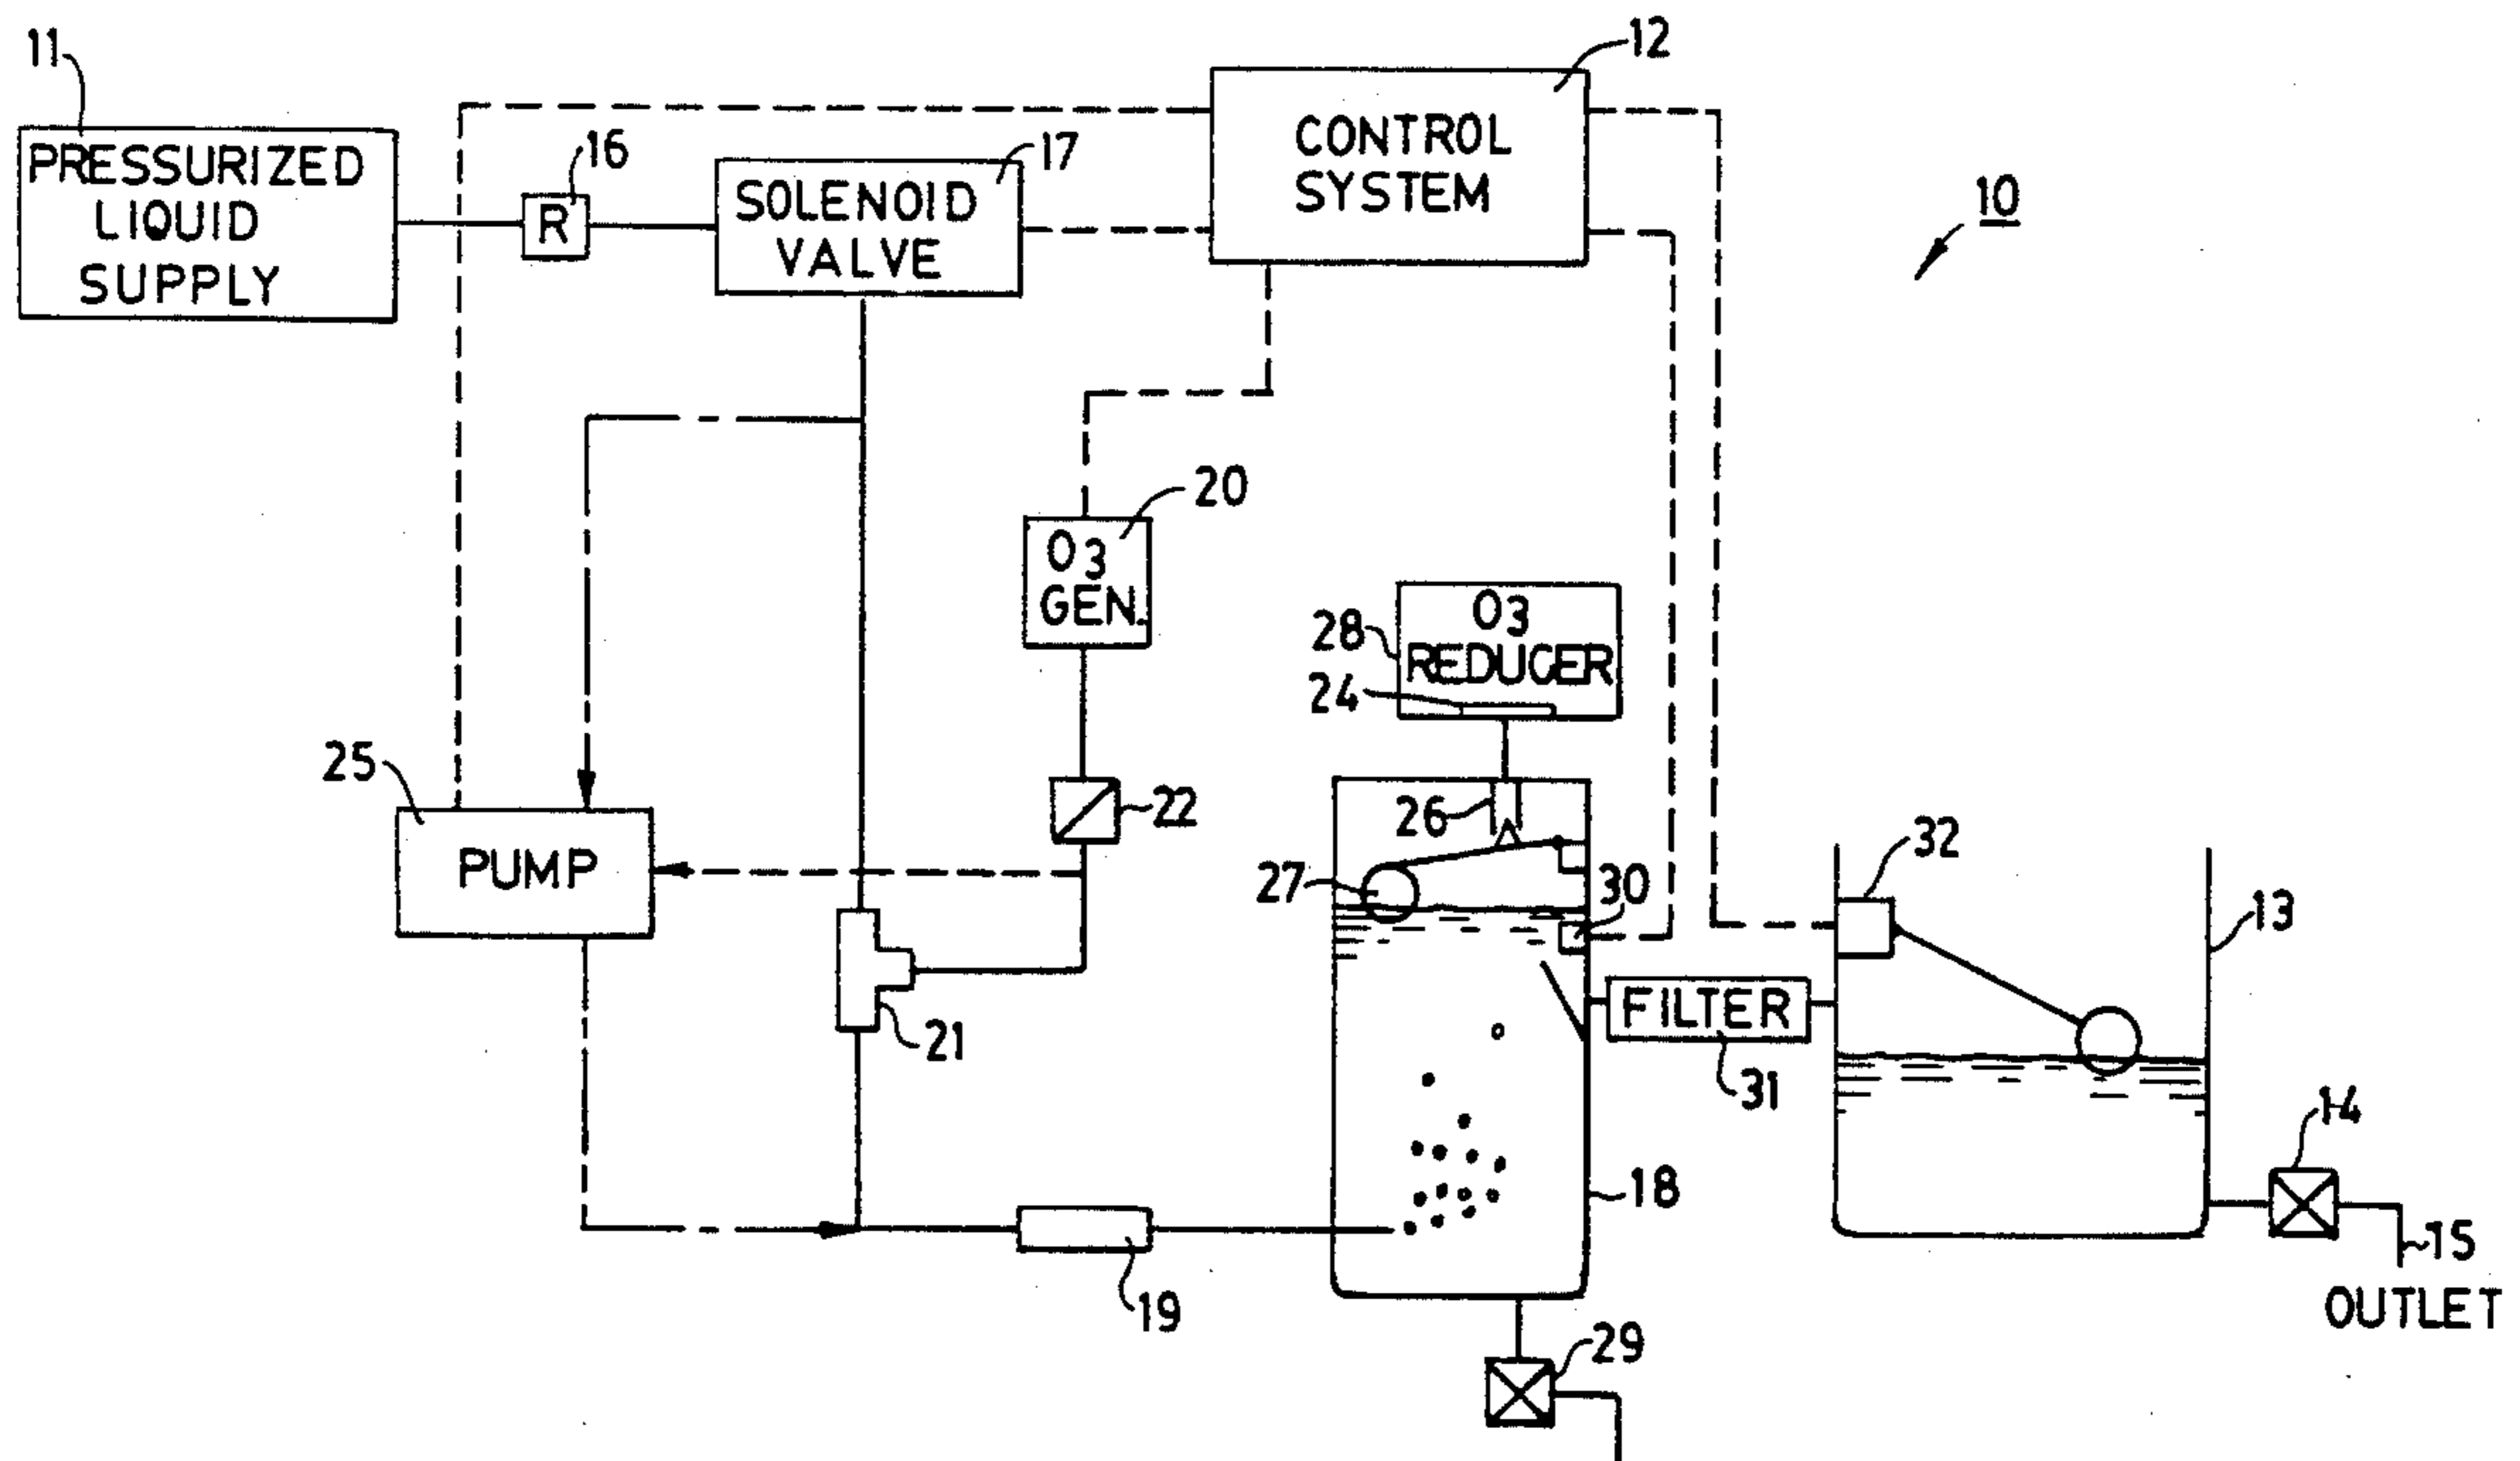 11
12
PRESSURIZED
LIQUID
SUPPLY
16
R
17
SOLENOID
VALVE
CONTROL
SYSTEM
10
20
O3
GEN.
28
O3
REDUCER
24
25
PUMP
22
26
27
30
32
13
21
FILTER
31
14
18
15
OUTLET
19
29